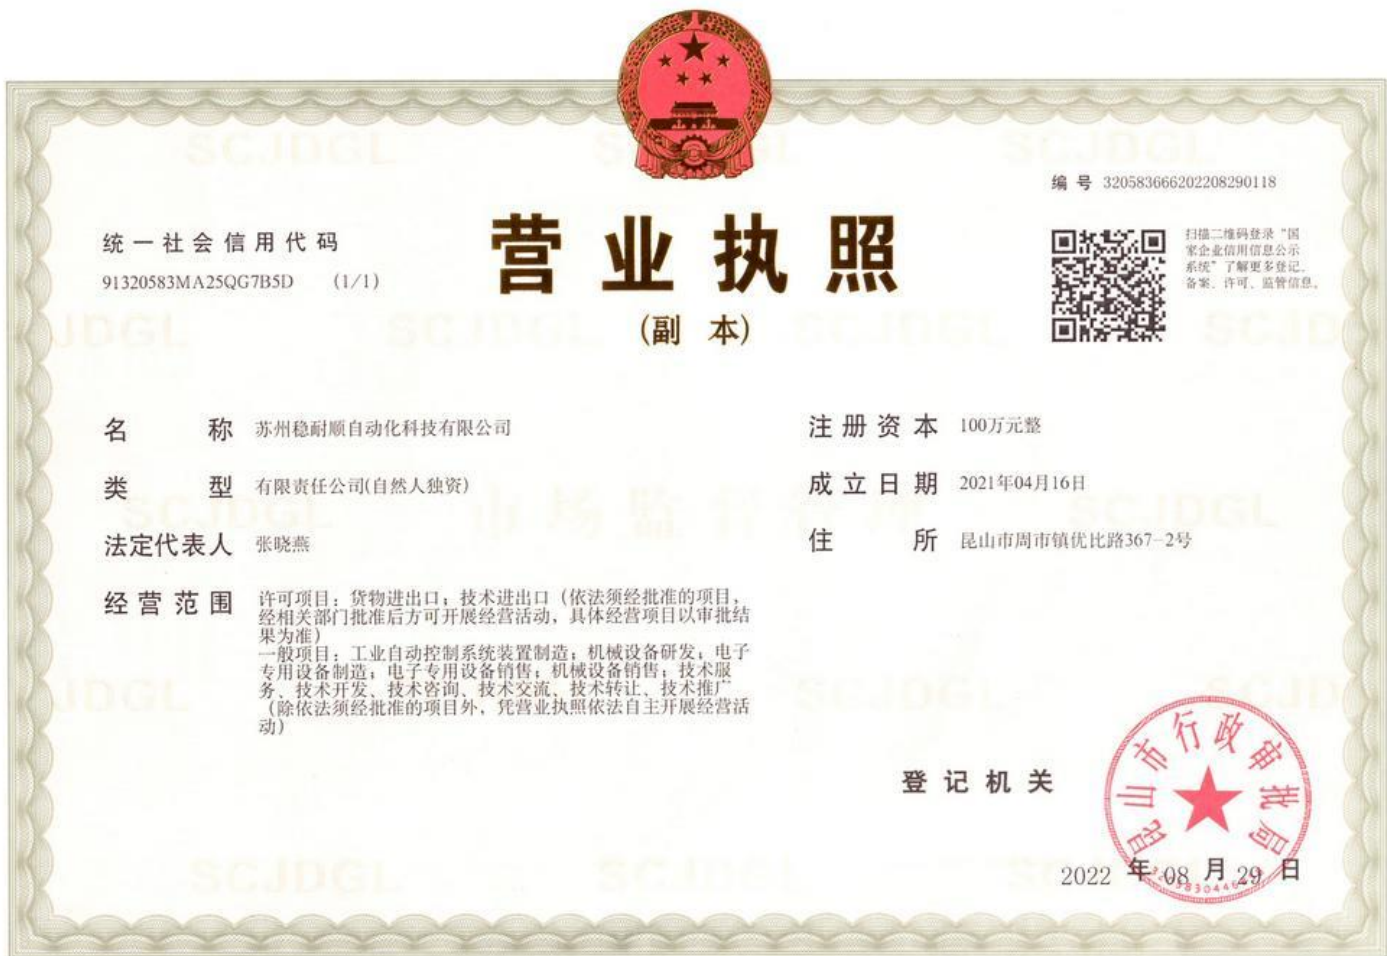 编号 320583666202208290118
统一社会信用代码
91320583MA25QG7B5D (1/1)
营业执照
(副本)
扫描二维码登录“国
家企业信用信息公示
系统”了解更多登记、
备案、许可、监管信息。
名称 苏州稳耐顺自动化科技有限公司
类型 有限责任公司(自然人独资)
法定代表人 张晓燕
经营范围 许可项目：货物进出口；技术进出口（依法须经批准的项目，
经相关部门批准后方可开展经营活动，具体经营项目以审批结
果为准）
一般项目：工业自动控制系统装置制造；机械设备研发；电子
专用设备制造；电子专用设备销售；机械设备销售；技术服
务、技术开发、技术咨询、技术交流、技术转让、技术推广
（除依法须经批准的项目外，凭营业执照依法自主开展经营活
动）
注册资本 100万元整
成立日期 2021年04月16日
住所 昆山市周市镇优比路367-2号
登记机关
昆山市行政审批局
2022年08月29日
SCJDGL
市场监督管理